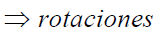 ⇒ rotaciones